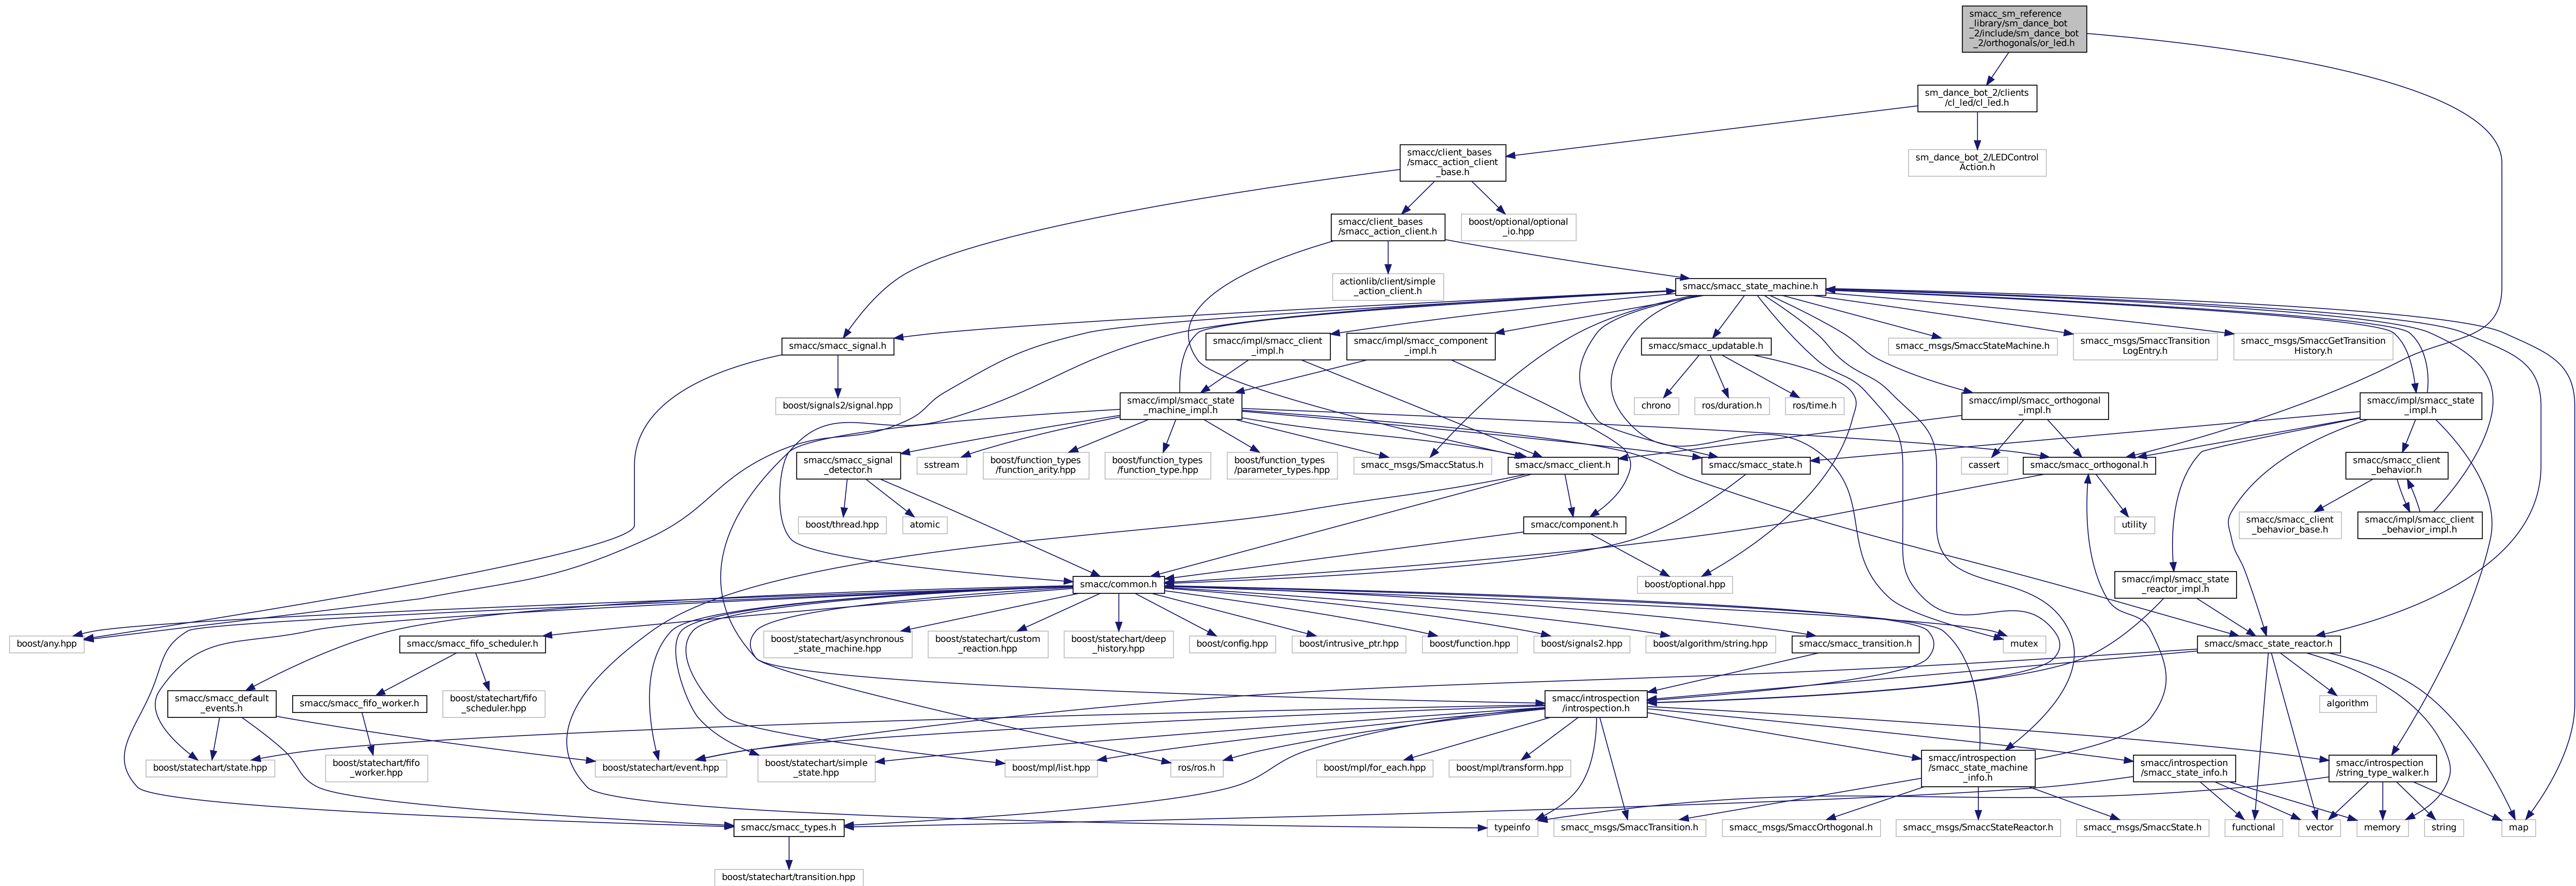 smacc_sm_reference
_library/sm_dance_bot
_2/include/sm_dance_bot
_2/orthogonals/or_led.h
sm_dance_bot_2/clients
/cl_led/cl_led.h
smacc/client_bases
/smacc_action_client
_base.h
sm_dance_bot_2/LEDControl
Action.h
smacc/client_bases
/smacc_action_client.h
boost/optional/optional
_io.hpp
actionlib/client/simple
_action_client.h
smacc/smacc_state_machine.h
smacc/smacc_signal.h
smacc/impl/smacc_client
_impl.h
smacc/impl/smacc_component
_impl.h
smacc/smacc_updatable.h
smacc_msgs/SmaccStateMachine.h
smacc_msgs/SmaccTransition
LogEntry.h
smacc_msgs/SmaccGetTransition
History.h
boost/signals2/signal.hpp
smacc/impl/smacc_state
_machine_impl.h
chrono
ros/duration.h
ros/time.h
smacc/impl/smacc_orthogonal
_impl.h
smacc/impl/smacc_state
_impl.h
smacc/smacc_signal
_detector.h
sstream
boost/function_types
/function_arity.hpp
boost/function_types
/function_type.hpp
boost/function_types
/parameter_types.hpp
smacc_msgs/SmaccStatus.h
smacc/smacc_client.h
smacc/smacc_state.h
cassert
smacc/smacc_orthogonal.h
smacc/smacc_client
_behavior.h
boost/thread.hpp
atomic
smacc/component.h
utility
smacc/smacc_client
_behavior_base.h
smacc/impl/smacc_client
_behavior_impl.h
smacc/common.h
boost/optional.hpp
smacc/impl/smacc_state
_reactor_impl.h
boost/any.hpp
smacc/smacc_fifo_scheduler.h
boost/statechart/asynchronous
_state_machine.hpp
boost/statechart/custom
_reaction.hpp
boost/statechart/deep
_history.hpp
boost/config.hpp
boost/intrusive_ptr.hpp
boost/function.hpp
boost/signals2.hpp
boost/algorithm/string.hpp
smacc/smacc_transition.h
mutex
smacc/smacc_state_reactor.h
smacc/smacc_default
_events.h
smacc/smacc_fifo_worker.h
boost/statechart/fifo
_scheduler.hpp
smacc/introspection
/introspection.h
algorithm
boost/statechart/state.hpp
boost/statechart/fifo
_worker.hpp
boost/statechart/event.hpp
boost/statechart/simple
_state.hpp
boost/mpl/list.hpp
ros/ros.h
boost/mpl/for_each.hpp
boost/mpl/transform.hpp
smacc/introspection
/smacc_state_machine
_info.h
smacc/introspection
/smacc_state_info.h
smacc/introspection
/string_type_walker.h
smacc/smacc_types.h
typeinfo
smacc_msgs/SmaccTransition.h
smacc_msgs/SmaccOrthogonal.h
smacc_msgs/SmaccStateReactor.h
smacc_msgs/SmaccState.h
functional
vector
memory
string
map
boost/statechart/transition.hpp